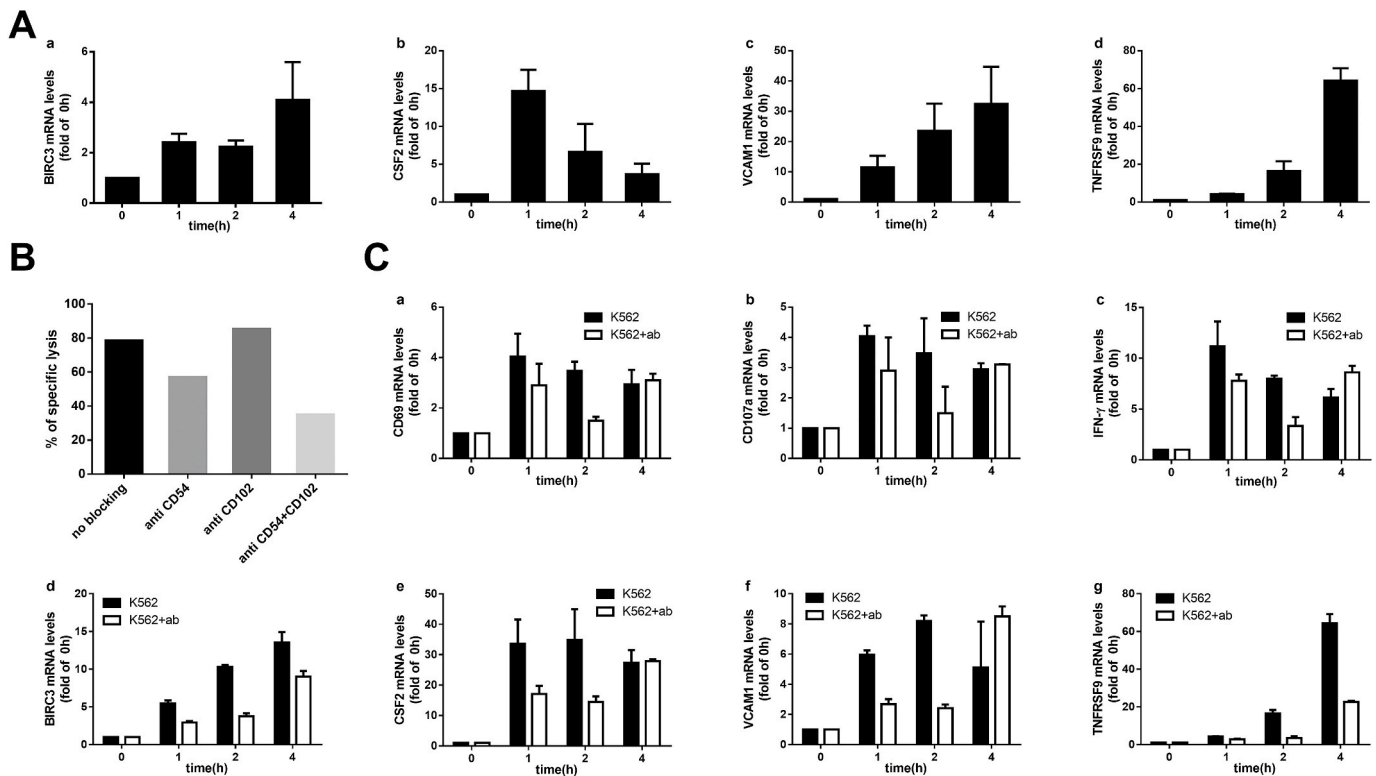 A
a
BIRC3 mRNA levels
(fold of 0h)
6
4
2
0
0 1 2 4
time(h)
b
CSF2 mRNA levels
(fold of 0h)
20
15
10
5
0
0 1 2 4
time(h)
c
VCAM1 mRNA levels
(fold of 0h)
50
40
30
20
10
0
0 1 2 4
time(h)
d
TNFRSF9 mRNA levels
(fold of 0h)
80
60
40
20
0
0 1 2 4
time(h)
B
% of specific lysis
100
80
60
40
20
0
no blocking
anti CD54
anti CD102
anti CD54+CD102
C
a
CD69 mRNA levels
(fold of 0h)
6
4
2
0
K562
K562+ab
0 1 2 4
time(h)
b
CD107a mRNA levels
(fold of 0h)
5
4
3
2
1
0
K562
K562+ab
0 1 2 4
time(h)
c
IFN-γ mRNA levels
(fold of 0h)
15
10
5
0
K562
K562+ab
0 1 2 4
time(h)
d
BIRC3 mRNA levels
(fold of 0h)
20
15
10
5
0
K562
K562+ab
0 1 2 4
time(h)
e
CSF2 mRNA levels
(fold of 0h)
50
40
30
20
10
0
K562
K562+ab
0 1 2 4
time(h)
f
VCAM1 mRNA levels
(fold of 0h)
10
8
6
4
2
0
K562
K562+ab
0 1 2 4
time(h)
g
TNFRSF9 mRNA levels
(fold of 0h)
80
60
40
20
0
K562
K562+ab
0 1 2 4
time(h)